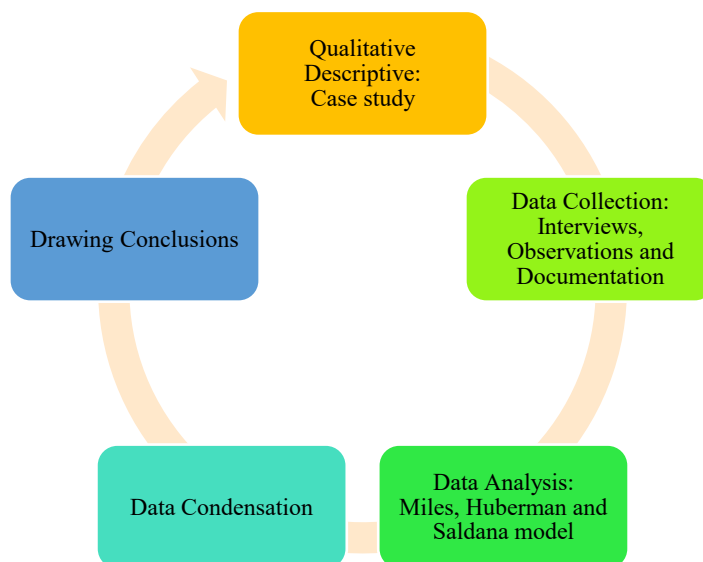 Qualitative
Descriptive:
Case study
Data Collection:
Interviews,
Observations and
Documentation
Data Analysis:
Miles, Huberman and
Saldana model
Data Condensation
Drawing Conclusions